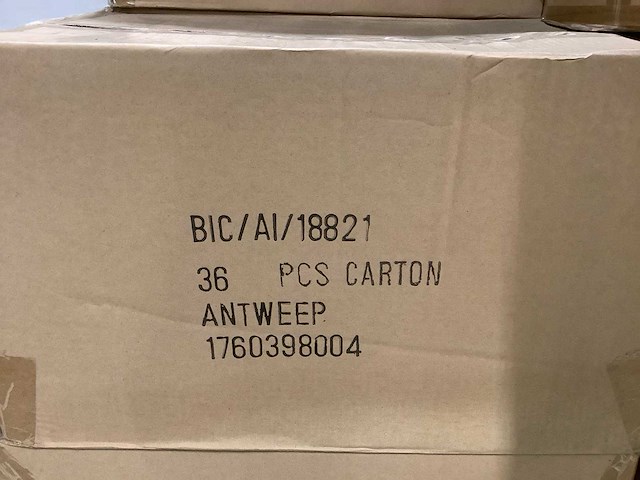 BIC/AI/18821
36 PCS CARTON
ANTWEEP
1760398004